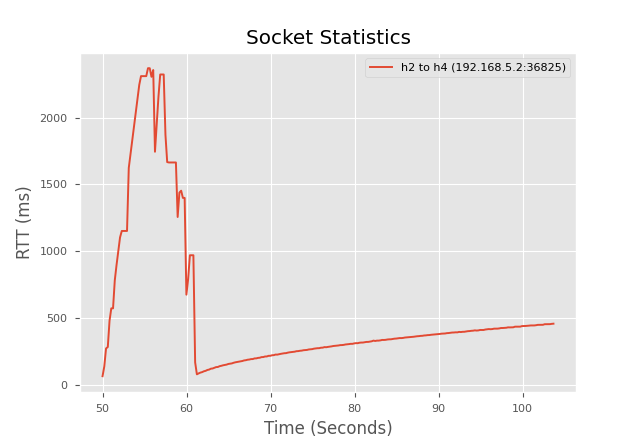 Socket Statistics
h2 to h4 (192.168.5.2:36825)
RTT (ms)
2000
1500
1000
500
0
50 60 70 80 90 100
Time (Seconds)